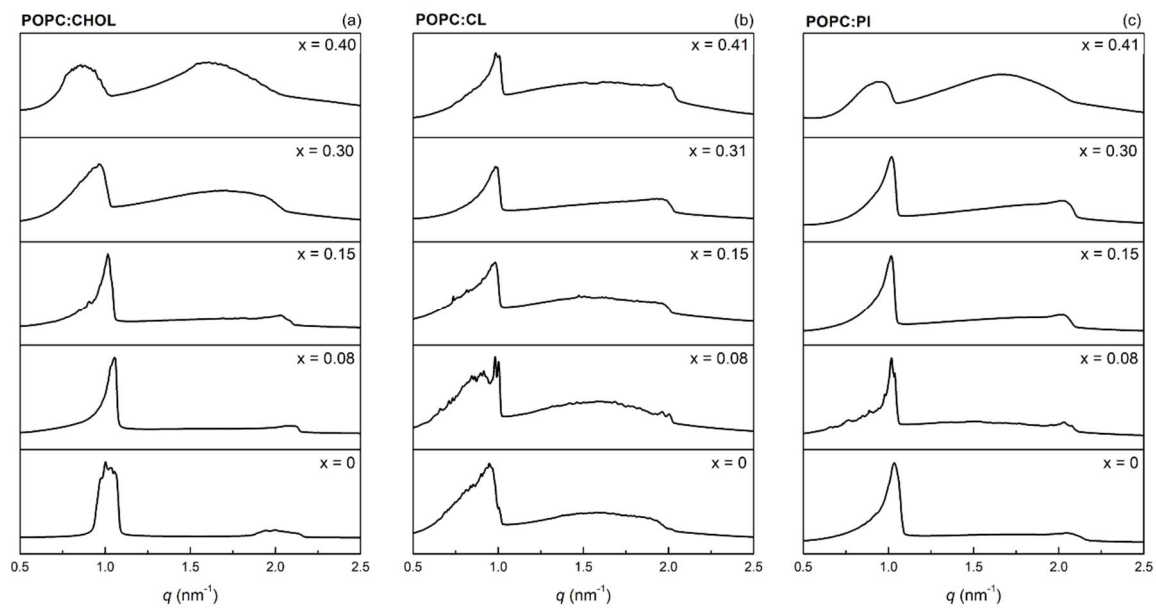 POPC:CHOL (a)
x = 0.40
x = 0.30
x = 0.15
x = 0.08
x = 0
0.5 1.0 1.5 2.0 2.5
q (nm⁻¹)
POPC:CL (b)
x = 0.41
x = 0.31
x = 0.15
x = 0.08
x = 0
0.5 1.0 1.5 2.0 2.5
q (nm⁻¹)
POPC:PI (c)
x = 0.41
x = 0.30
x = 0.15
x = 0.08
x = 0
0.5 1.0 1.5 2.0 2.5
q (nm⁻¹)